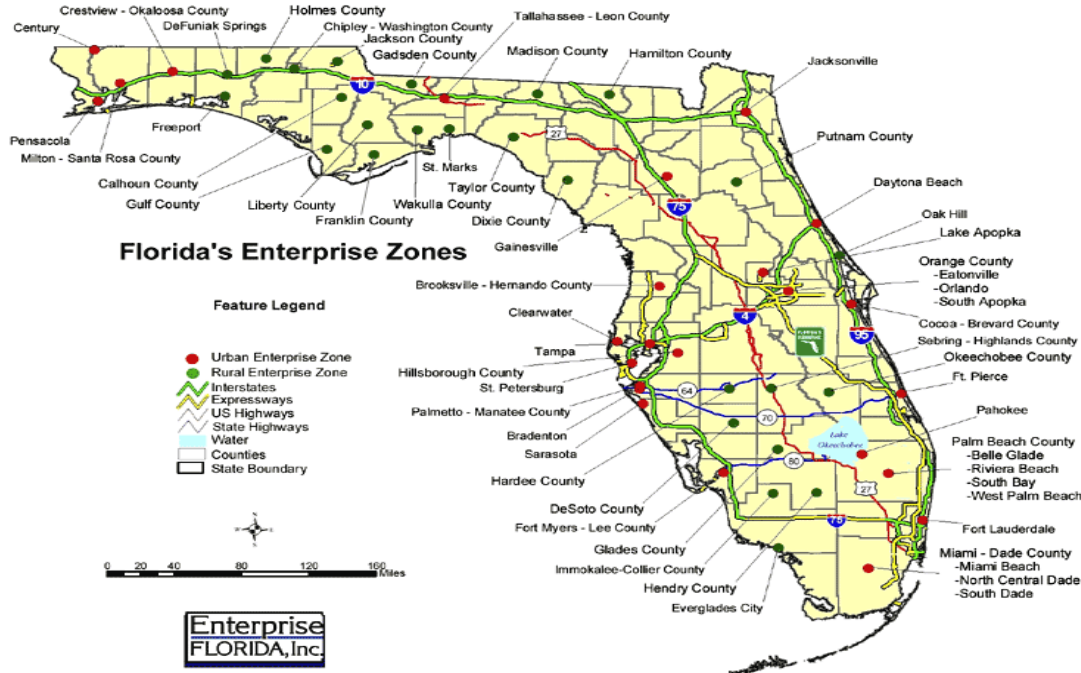 Crestview - Okaloosa County
Holmes County
Century
DeFuniak Springs
Chipley - Washington County
Jackson County
Gadsden County
Tallahassee - Leon County
Madison County
Hamilton County
Jacksonville
10
Pensacola
Freeport
Milton - Santa Rosa County
Calhoun County
Gulf County
Liberty County
Franklin County
St. Marks
Wakulla County
Taylor County
Dixie County
27
Gainesville
75
Putnam County
Daytona Beach
Oak Hill
Lake Apopka
Florida's Enterprise Zones
Orange County
-Eatonville
-Orlando
-South Apopka
Brooksville - Hernando County
Feature Legend
Urban Enterprise Zone
Rural Enterprise Zone
Interstates
Expressways
US Highways
State Highways
Water
Counties
State Boundary
Clearwater
Tampa
Hillsborough County
St. Petersburg
Palmetto - Manatee County
Bradenton
Sarasota
Hardee County
DeSoto County
Fort Myers - Lee County
Glades County
Immokalee-Collier County
Hendry County
Everglades City
4
95
64
70
80
27
75
Lake
Okeechobee
Cocoa - Brevard County
Sebring - Highlands County
Okeechobee County
Ft. Pierce
Pahokee
Palm Beach County
-Belle Glade
-Riviera Beach
-South Bay
-West Palm Beach
Fort Lauderdale
Miami - Dade County
-Miami Beach
-North Central Dade
-South Dade
0 20 40 80 120 160
Miles
Enterprise
FLORIDA,Inc.